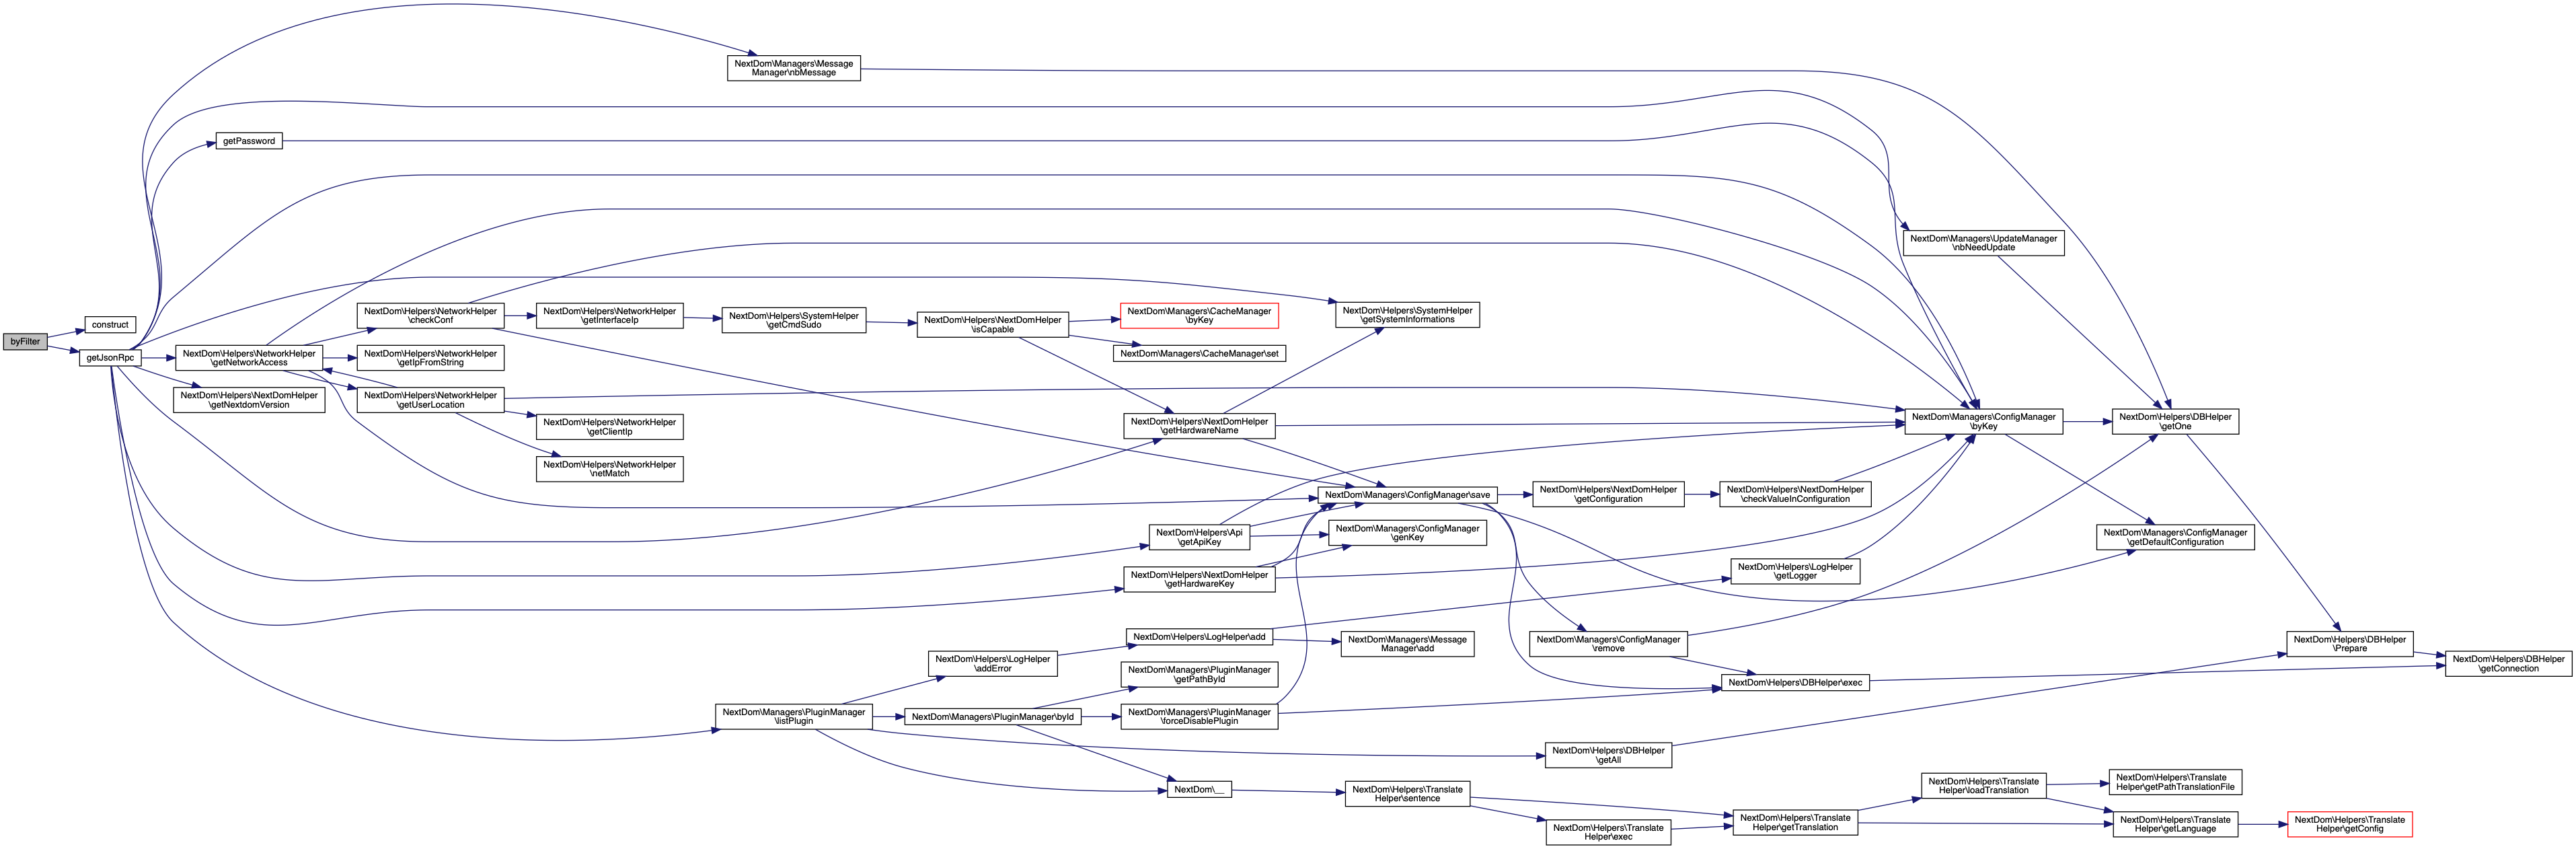 byFilter
construct
getJsonRpc
getPassword
NextDom\Helpers\NetworkHelper
\getNetworkAccess
NextDom\Helpers\NextDomHelper
\getNextdomVersion
NextDom\Helpers\NetworkHelper
\checkConf
NextDom\Helpers\NetworkHelper
\getIpFromString
NextDom\Helpers\NetworkHelper
\getUserLocation
NextDom\Helpers\NetworkHelper
\getInterfaceIp
NextDom\Helpers\NetworkHelper
\getClientIp
NextDom\Helpers\NetworkHelper
\netMatch
NextDom\Managers\Message
Manager\nbMessage
NextDom\Helpers\SystemHelper
\getCmdSudo
NextDom\Managers\PluginManager
\listPlugin
NextDom\Helpers\NextDomHelper
\isCapable
NextDom\Helpers\LogHelper
\addError
NextDom\Managers\PluginManager\byId
NextDom\Managers\CacheManager
\byKey
NextDom\Managers\CacheManager\set
NextDom\Helpers\NextDomHelper
\getHardwareName
NextDom\Helpers\Api
\getApiKey
NextDom\Helpers\NextDomHelper
\getHardwareKey
NextDom\Helpers\LogHelper\add
NextDom\Managers\PluginManager
\getPathById
NextDom\Managers\PluginManager
\forceDisablePlugin
NextDom\__
NextDom\Helpers\SystemHelper
\getSystemInformations
NextDom\Managers\ConfigManager\save
NextDom\Managers\ConfigManager
\genKey
NextDom\Managers\Message
Manager\add
NextDom\Helpers\Translate
Helper\sentence
NextDom\Helpers\NextDomHelper
\getConfiguration
NextDom\Managers\ConfigManager
\remove
NextDom\Helpers\DBHelper
\getAll
NextDom\Helpers\Translate
Helper\exec
NextDom\Helpers\NextDomHelper
\checkValueInConfiguration
NextDom\Helpers\LogHelper
\getLogger
NextDom\Helpers\DBHelper\exec
NextDom\Helpers\Translate
Helper\getTranslation
NextDom\Managers\UpdateManager
\nbNeedUpdate
NextDom\Managers\ConfigManager
\byKey
NextDom\Helpers\Translate
Helper\loadTranslation
NextDom\Helpers\DBHelper
\getOne
NextDom\Managers\ConfigManager
\getDefaultConfiguration
NextDom\Helpers\Translate
Helper\getPathTranslationFile
NextDom\Helpers\Translate
Helper\getLanguage
NextDom\Helpers\DBHelper
\Prepare
NextDom\Helpers\Translate
Helper\getConfig
NextDom\Helpers\DBHelper
\getConnection